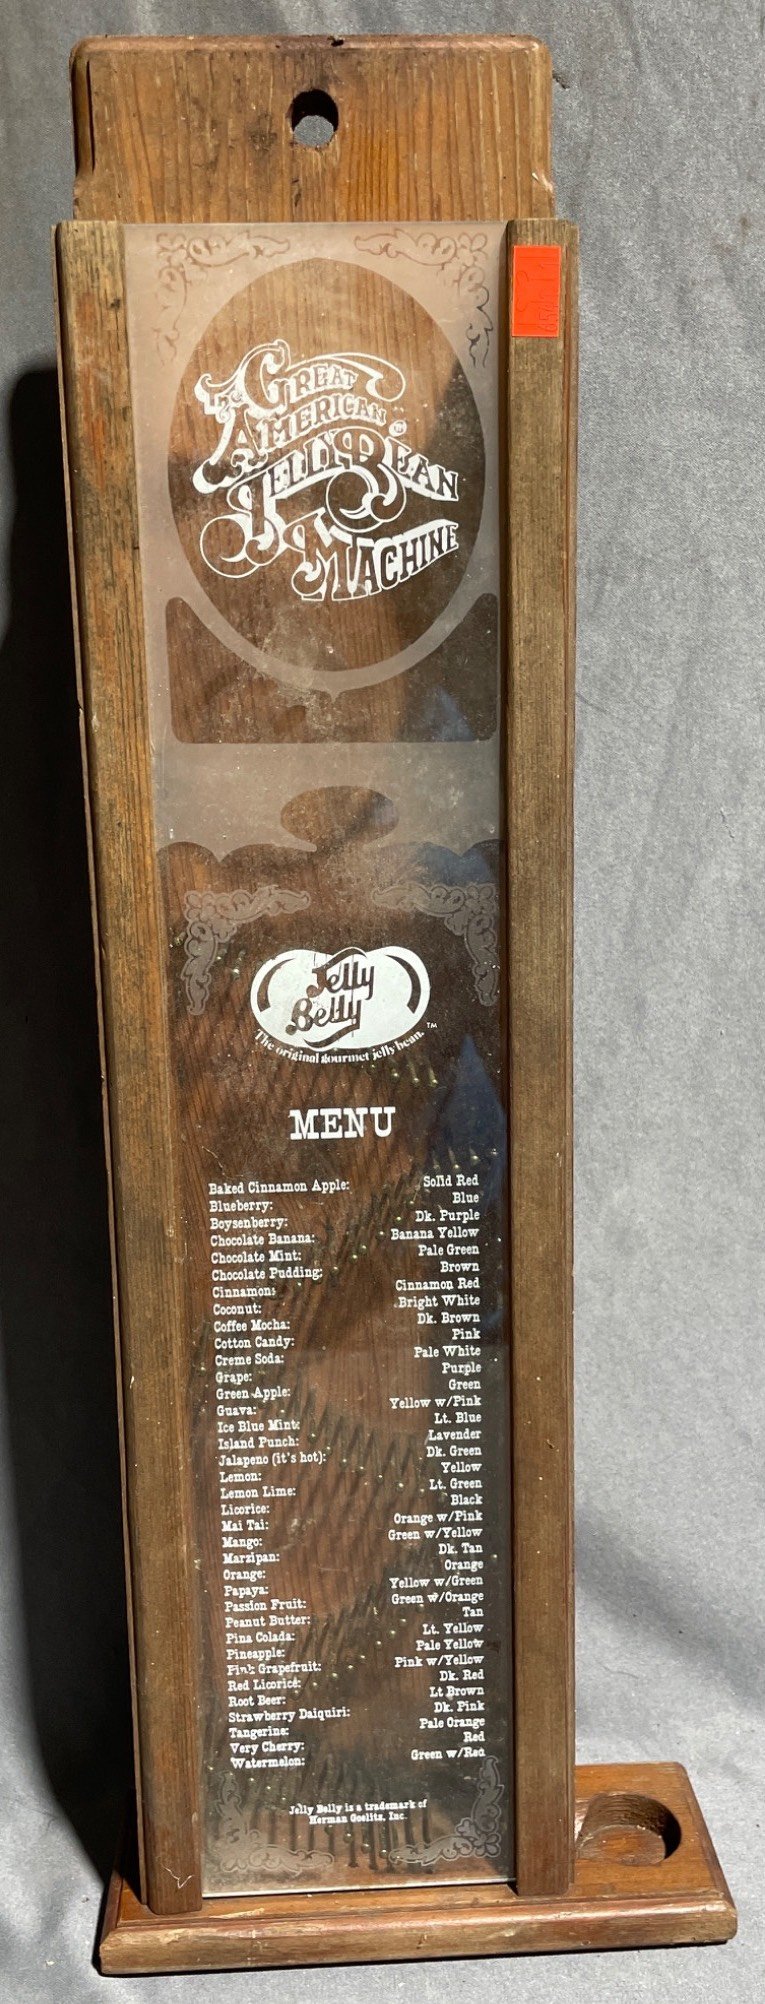 The Great
American
Jelly Bean
Machine
Jelly
Belly
The original gourmet jelly bean. ™
MENU
Baked Cinnamon Apple: Solid Red
Blueberry: Blue
Boysenberry: Dk. Purple
Chocolate Banana: Banana Yellow
Chocolate Mint: Pale Green
Chocolate Pudding: Brown
Cinnamon: Cinnamon Red
Coconut: Bright White
Coffee Mocha: Dk. Brown
Cotton Candy: Pink
Creme Soda: Pale White
Grape: Purple
Green Apple: Green
Guava: Yellow w/Pink
Ice Blue Mint: Lt. Blue
Island Punch: Lavender
Jalapeno (it's hot): Dk. Green
Lemon: Yellow
Lemon Lime: Lt. Green
Licorice: Black
Mai Tai: Orange w/Pink
Mango: Green w/Yellow
Marzipan: Dk. Tan
Orange: Orange
Papaya: Yellow w/Green
Passion Fruit: Green w/Orange
Peanut Butter: Tan
Pina Colada: Lt. Yellow
Pineapple: Pale Yellow
Pink Grapefruit: Pink w/Yellow
Red Licorice: Dk. Red
Root Beer: Lt Brown
Strawberry Daiquiri: Dk. Pink
Tangerine: Pale Orange
Very Cherry: Red
Watermelon: Green w/Red
Jelly Belly is a trademark of
Herman Goelitz, Inc.